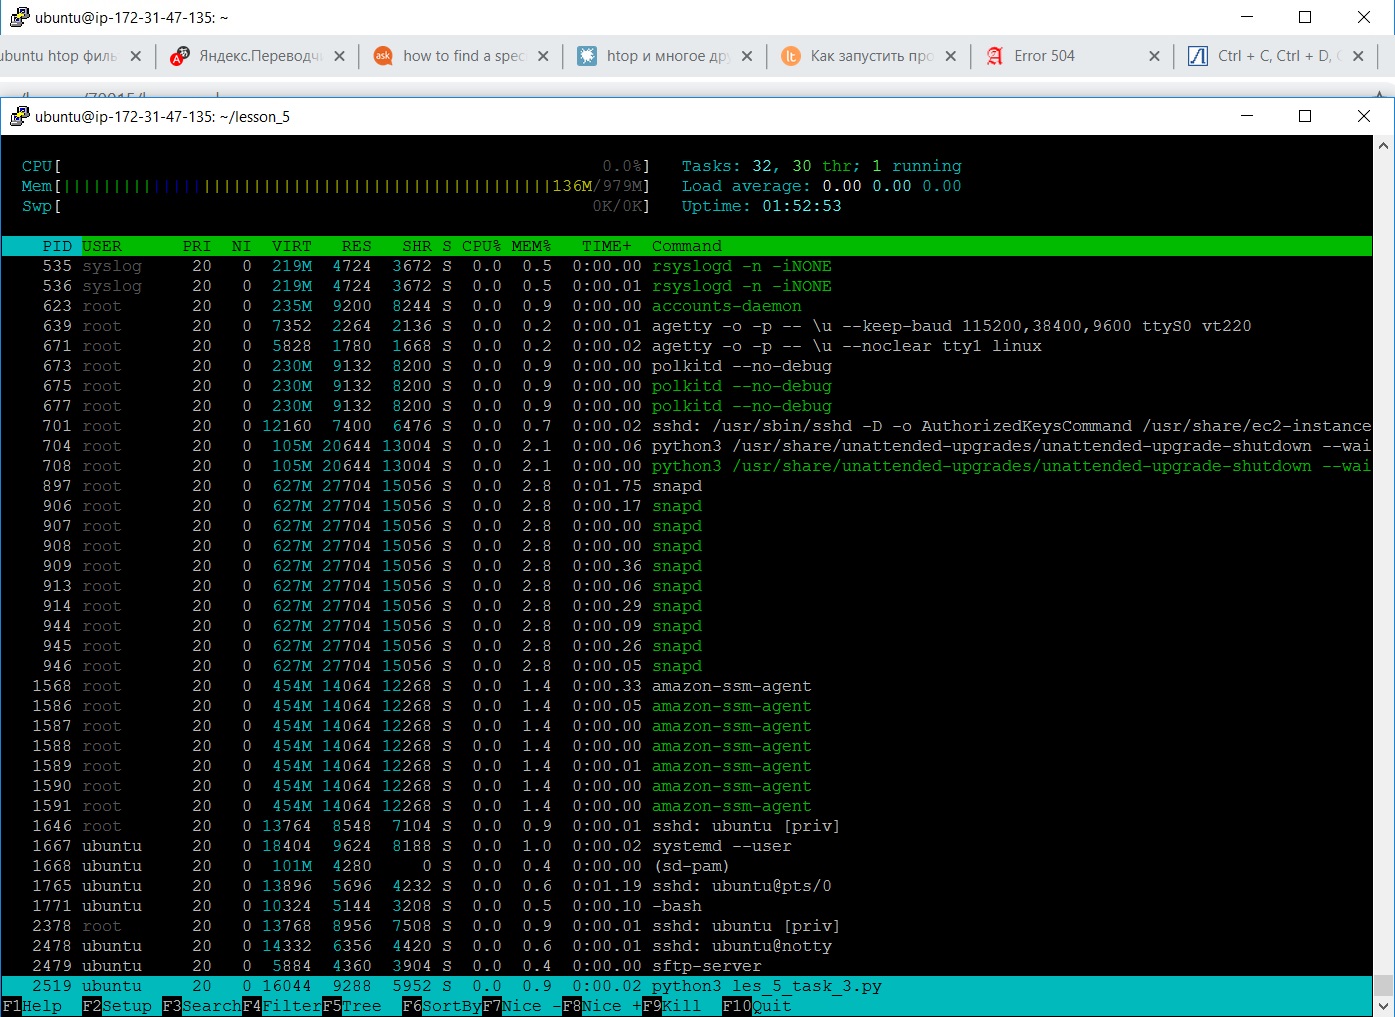 ubuntu@ip-172-31-47-135: ~
ubuntu htop филь Яндекс.Переводч ask how to find a spec htop и многое дру lt Как запустить про Error 504 Ctrl + C, Ctrl + D,
ubuntu@ip-172-31-47-135: ~/lesson_5
CPU[ 0.0%] Tasks: 32, 30 thr; 1 running
Mem[||||||||||||||||||||||||||||||||||||||||||||||||||136M/979M] Load average: 0.00 0.00 0.00
Swp[ 0K/0K] Uptime: 01:52:53
PID USER PRI NI VIRT RES SHR S CPU% MEM% TIME+ Command
535 syslog 20 0 219M 4724 3672 S 0.0 0.5 0:00.00 rsyslogd -n -iNONE
536 syslog 20 0 219M 4724 3672 S 0.0 0.5 0:00.01 rsyslogd -n -iNONE
623 root 20 0 235M 9200 8244 S 0.0 0.9 0:00.00 accounts-daemon
639 root 20 0 7352 2264 2136 S 0.0 0.2 0:00.01 agetty -o -p -- \u --keep-baud 115200,38400,9600 ttyS0 vt220
671 root 20 0 5828 1780 1668 S 0.0 0.2 0:00.02 agetty -o -p -- \u --noclear tty1 linux
673 root 20 0 230M 9132 8200 S 0.0 0.9 0:00.00 polkitd --no-debug
675 root 20 0 230M 9132 8200 S 0.0 0.9 0:00.00 polkitd --no-debug
677 root 20 0 230M 9132 8200 S 0.0 0.9 0:00.00 polkitd --no-debug
701 root 20 0 12160 7400 6476 S 0.0 0.7 0:00.02 sshd: /usr/sbin/sshd -D -o AuthorizedKeysCommand /usr/share/ec2-instance
704 root 20 0 105M 20644 13004 S 0.0 2.1 0:00.06 python3 /usr/share/unattended-upgrades/unattended-upgrade-shutdown --wai
708 root 20 0 105M 20644 13004 S 0.0 2.1 0:00.00 python3 /usr/share/unattended-upgrades/unattended-upgrade-shutdown --wai
897 root 20 0 627M 27704 15056 S 0.0 2.8 0:01.75 snapd
906 root 20 0 627M 27704 15056 S 0.0 2.8 0:00.17 snapd
907 root 20 0 627M 27704 15056 S 0.0 2.8 0:00.00 snapd
908 root 20 0 627M 27704 15056 S 0.0 2.8 0:00.00 snapd
909 root 20 0 627M 27704 15056 S 0.0 2.8 0:00.36 snapd
913 root 20 0 627M 27704 15056 S 0.0 2.8 0:00.06 snapd
914 root 20 0 627M 27704 15056 S 0.0 2.8 0:00.29 snapd
944 root 20 0 627M 27704 15056 S 0.0 2.8 0:00.09 snapd
945 root 20 0 627M 27704 15056 S 0.0 2.8 0:00.26 snapd
946 root 20 0 627M 27704 15056 S 0.0 2.8 0:00.05 snapd
1568 root 20 0 454M 14064 12268 S 0.0 1.4 0:00.33 amazon-ssm-agent
1586 root 20 0 454M 14064 12268 S 0.0 1.4 0:00.05 amazon-ssm-agent
1587 root 20 0 454M 14064 12268 S 0.0 1.4 0:00.00 amazon-ssm-agent
1588 root 20 0 454M 14064 12268 S 0.0 1.4 0:00.00 amazon-ssm-agent
1589 root 20 0 454M 14064 12268 S 0.0 1.4 0:00.01 amazon-ssm-agent
1590 root 20 0 454M 14064 12268 S 0.0 1.4 0:00.00 amazon-ssm-agent
1591 root 20 0 454M 14064 12268 S 0.0 1.4 0:00.00 amazon-ssm-agent
1646 root 20 0 13764 8548 7104 S 0.0 0.9 0:00.01 sshd: ubuntu [priv]
1667 ubuntu 20 0 18404 9624 8188 S 0.0 1.0 0:00.02 systemd --user
1668 ubuntu 20 0 101M 4280 0 S 0.0 0.4 0:00.00 (sd-pam)
1765 ubuntu 20 0 13896 5696 4232 S 0.0 0.6 0:01.19 sshd: ubuntu@pts/0
1771 ubuntu 20 0 10324 5144 3208 S 0.0 0.5 0:00.10 -bash
2378 root 20 0 13768 8956 7508 S 0.0 0.9 0:00.01 sshd: ubuntu [priv]
2478 ubuntu 20 0 14332 6356 4420 S 0.0 0.6 0:00.01 sshd: ubuntu@notty
2479 ubuntu 20 0 5884 4360 3904 S 0.0 0.4 0:00.00 sftp-server
2519 ubuntu 20 0 16044 9288 5952 S 0.0 0.9 0:00.02 python3 les_5_task_3.py
F1Help F2Setup F3SearchF4FilterF5Tree F6SortByF7Nice -F8Nice +F9Kill F10Quit